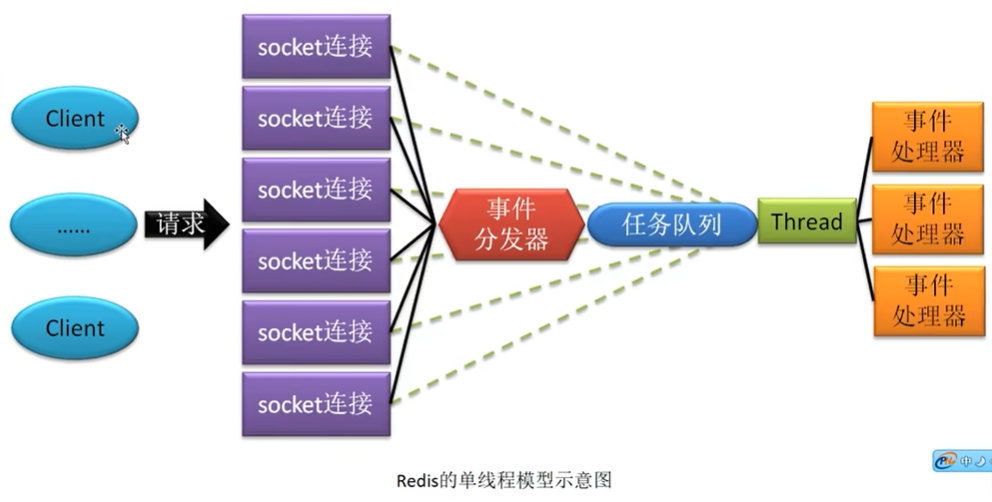 socket连接
Client
socket连接
socket连接
......
请求
socket连接
Client
socket连接
socket连接
事件
分发器
任务队列
Thread
事件
处理器
事件
处理器
事件
处理器
Redis的单线程模型示意图
中